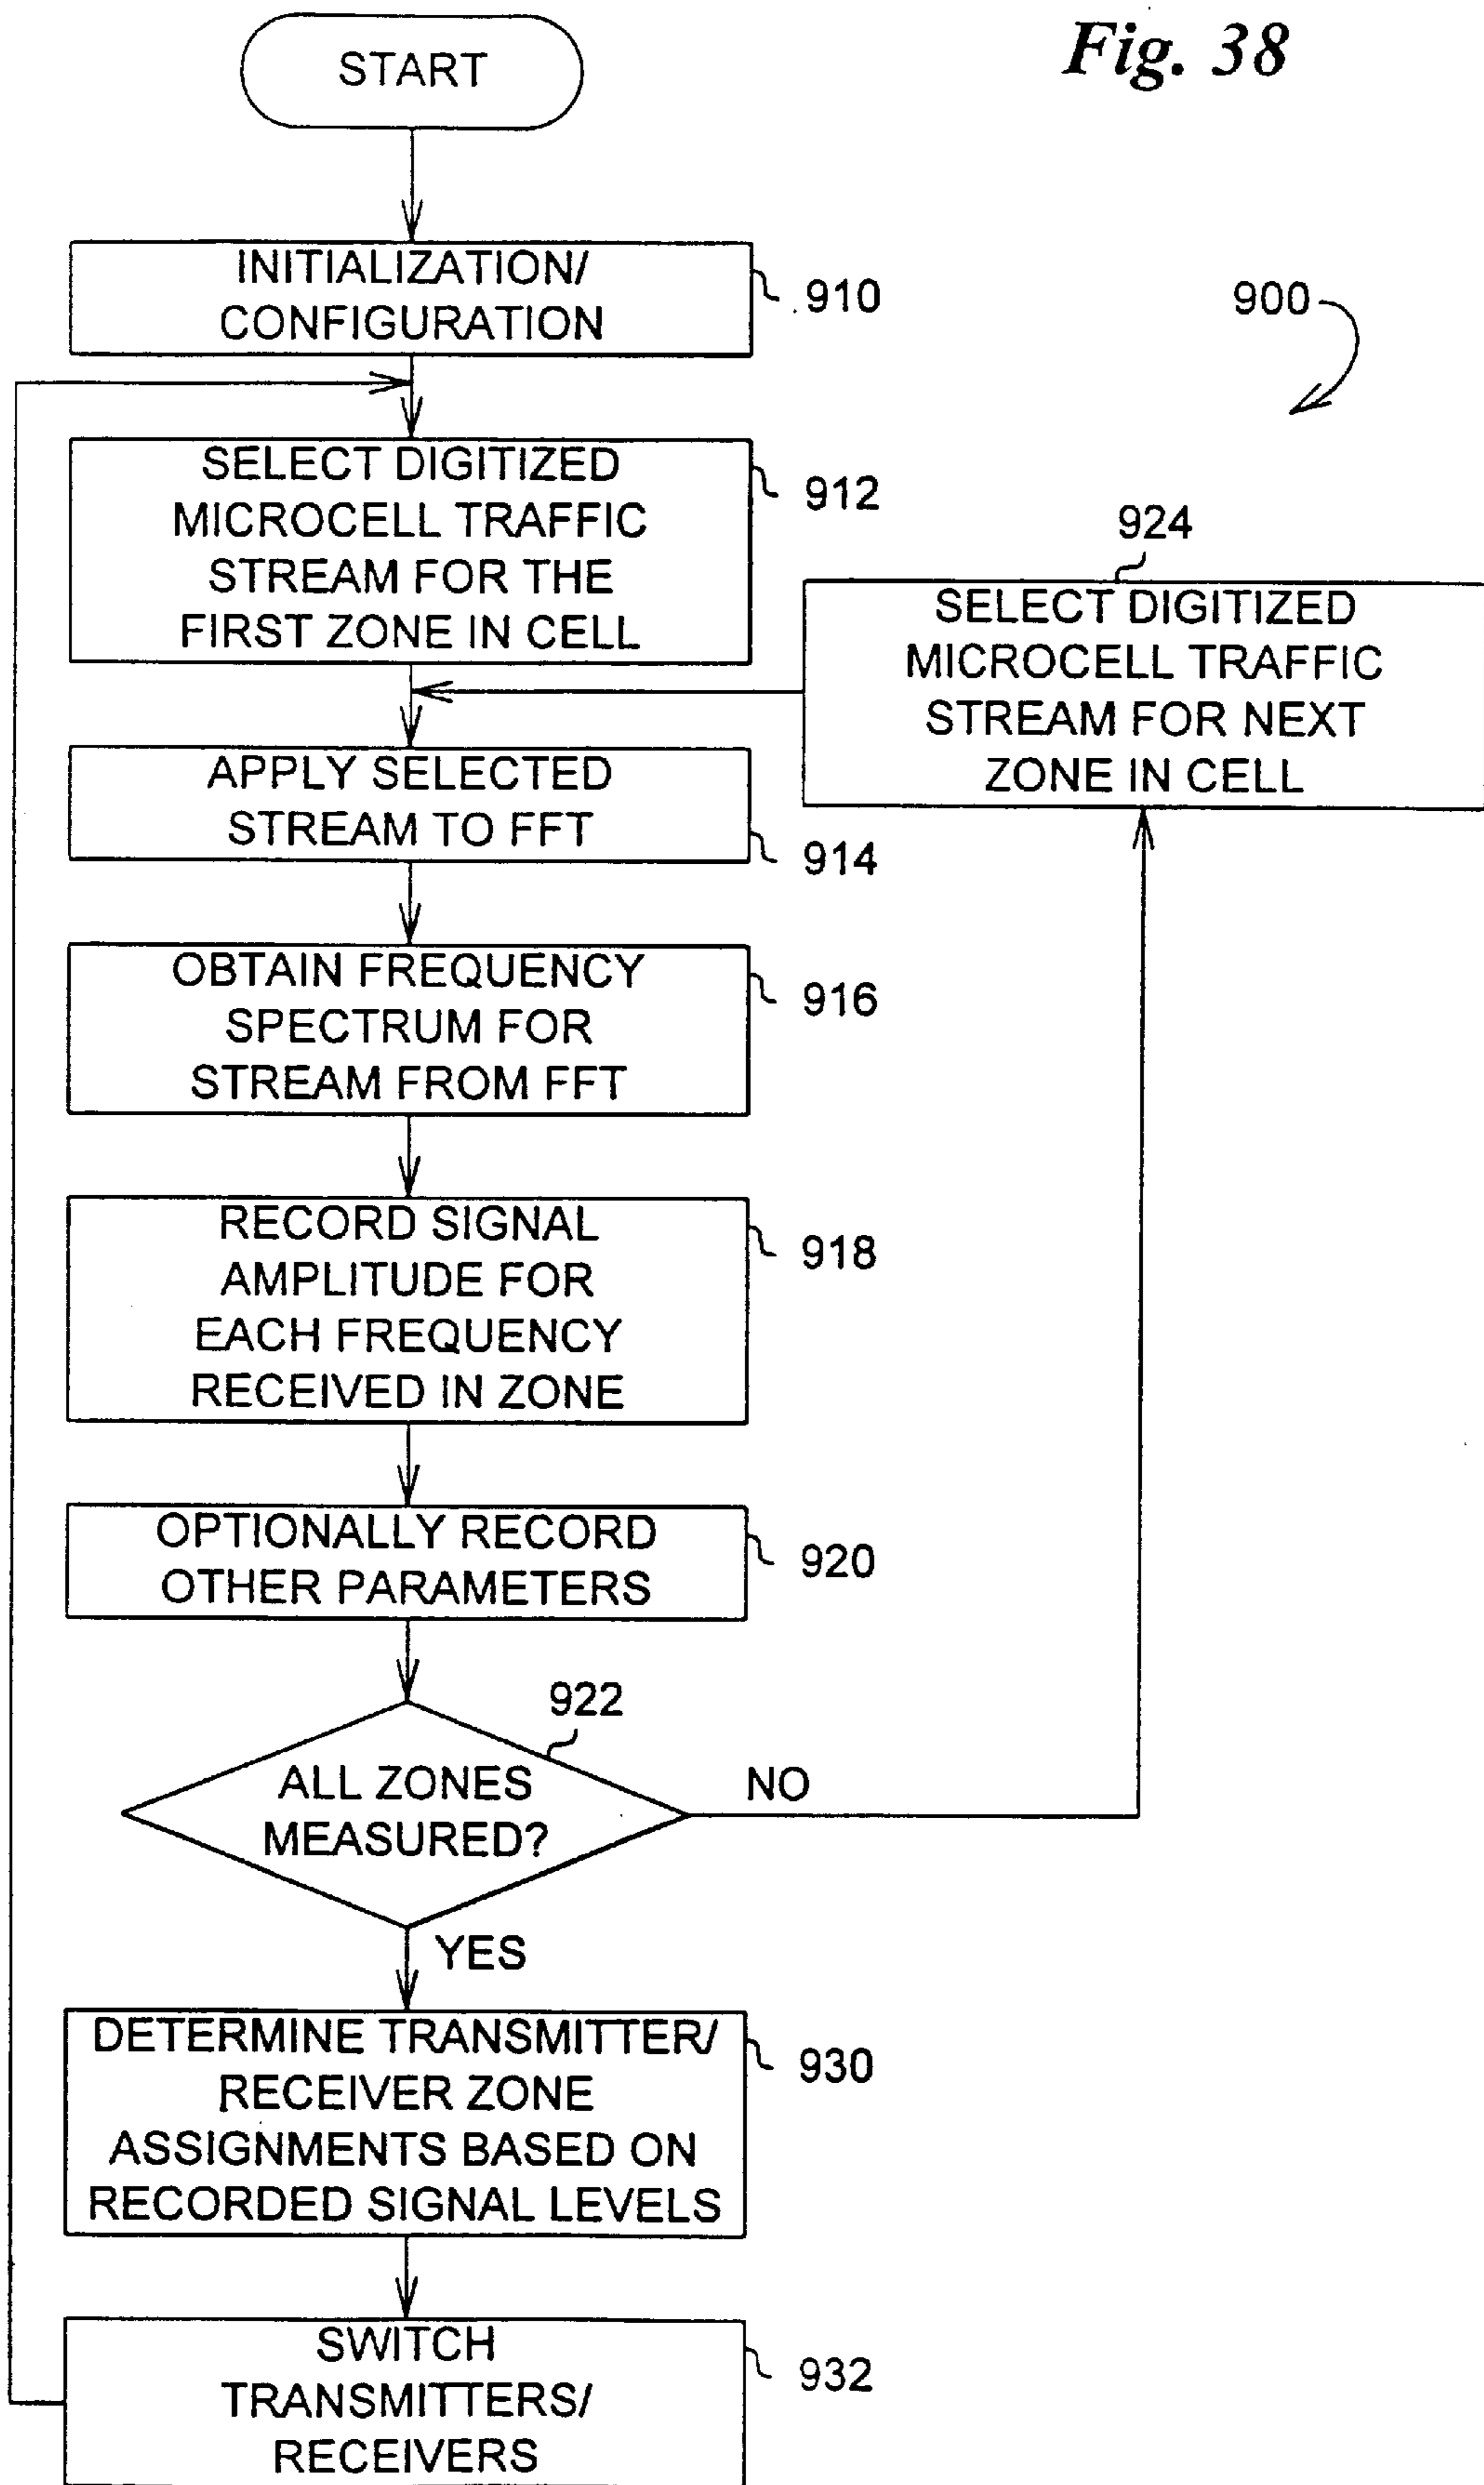 Fig. 38
START
INITIALIZATION/
CONFIGURATION
910
900
SELECT DIGITIZED
MICROCELL TRAFFIC
STREAM FOR THE
FIRST ZONE IN CELL
912
924
SELECT DIGITIZED
MICROCELL TRAFFIC
STREAM FOR NEXT
ZONE IN CELL
APPLY SELECTED
STREAM TO FFT
914
OBTAIN FREQUENCY
SPECTRUM FOR
STREAM FROM FFT
916
RECORD SIGNAL
AMPLITUDE FOR
EACH FREQUENCY
RECEIVED IN ZONE
918
OPTIONALLY RECORD
OTHER PARAMETERS
920
922
ALL ZONES
MEASURED?
NO
YES
DETERMINE TRANSMITTER/
RECEIVER ZONE
ASSIGNMENTS BASED ON
RECORDED SIGNAL LEVELS
930
SWITCH
TRANSMITTERS/
RECEIVERS
932